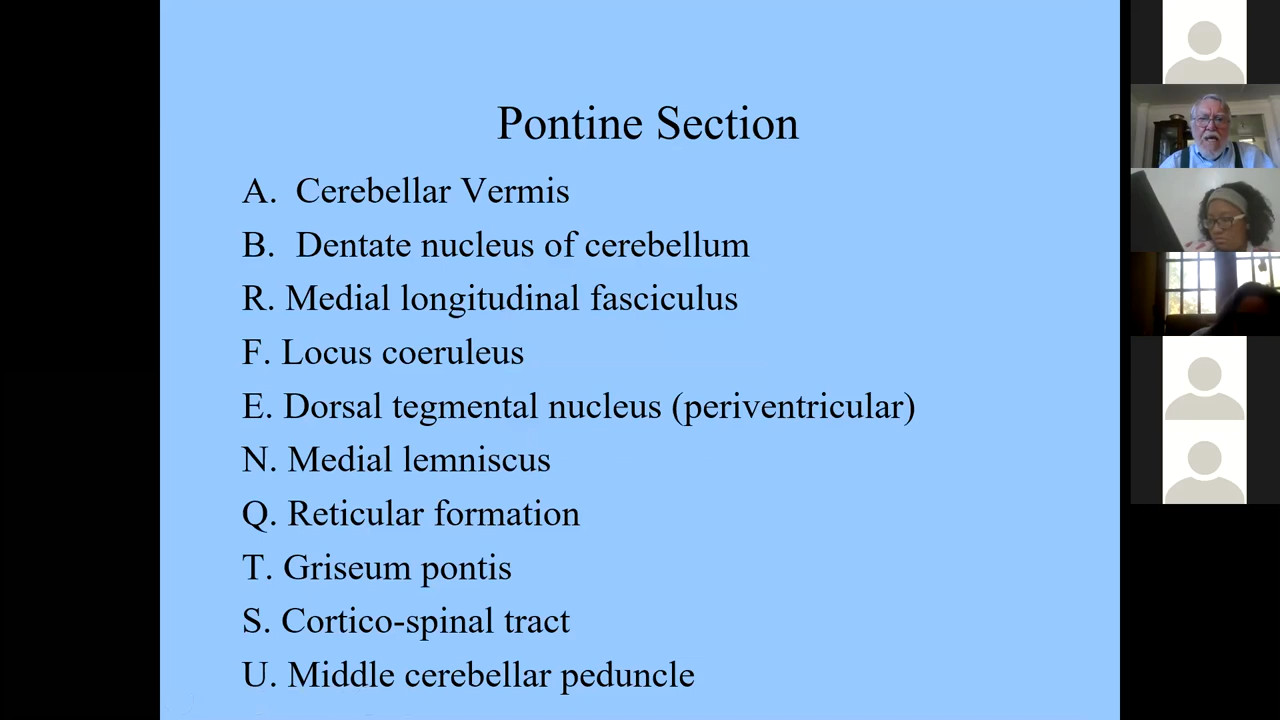 Pontine Section
A. Cerebellar Vermis
B. Dentate nucleus of cerebellum
R. Medial longitudinal fasciculus
F. Locus coeruleus
E. Dorsal tegmental nucleus (periventricular)
N. Medial lemniscus
Q. Reticular formation
T. Griseum pontis
S. Cortico-spinal tract
U. Middle cerebellar peduncle